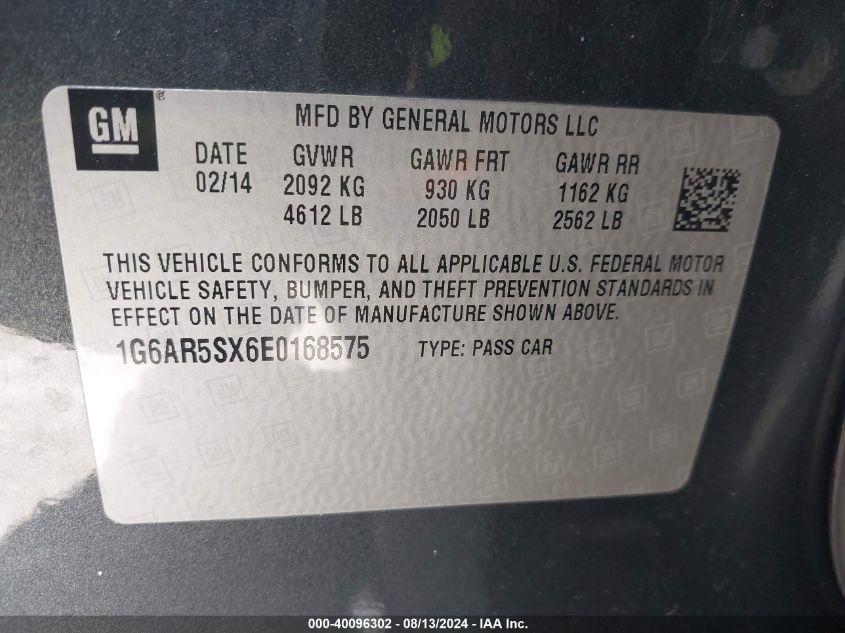 GM ®
MFD BY GENERAL MOTORS LLC
DATE GVWR GAWR FRT GAWR RR
02/14 2092 KG 930 KG 1162 KG
4612 LB 2050 LB 2562 LB
THIS VEHICLE CONFORMS TO ALL APPLICABLE U.S. FEDERAL MOTOR
VEHICLE SAFETY, BUMPER, AND THEFT PREVENTION STANDARDS IN
EFFECT ON THE DATE OF MANUFACTURE SHOWN ABOVE.
1G6AR5SX6E0168575 TYPE: PASS CAR
000-40096302 - 08/13/2024 - IAA Inc.